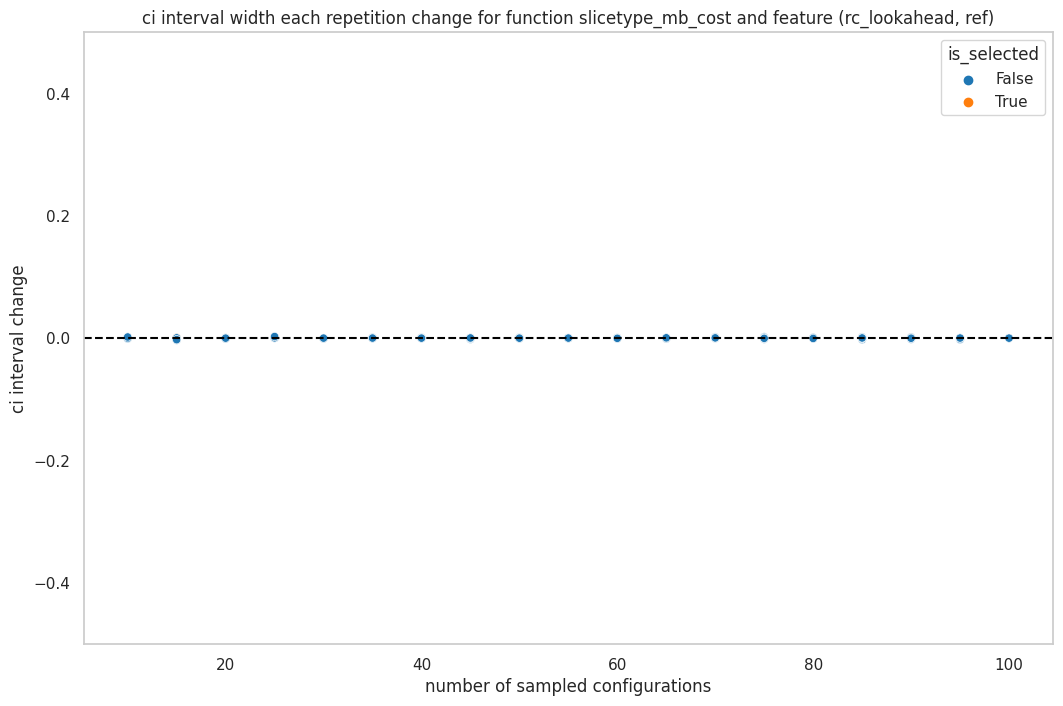 ci interval width each repetition change for function slicetype_mb_cost and feature (rc_lookahead, ref)
is_selected
False
True
0.4
0.2
0.0
−0.2
−0.4
ci interval change
20
40
60
80
100
number of sampled configurations